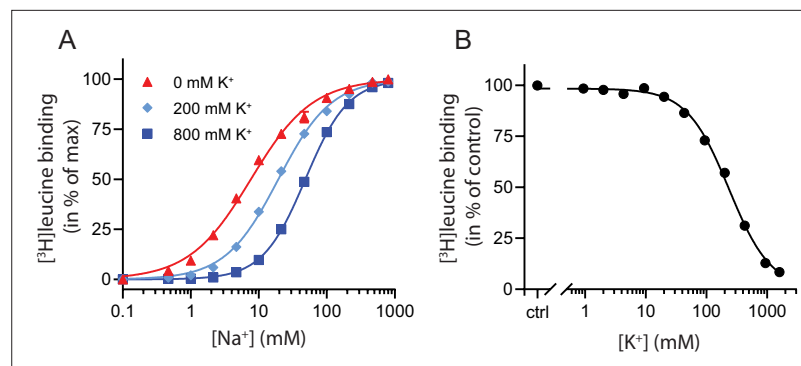 A
[³H]leucine binding
(in % of max)
100
75
50
25
0
0 mM K⁺
200 mM K⁺
800 mM K⁺
0.1 1 10 100 1000
[Na⁺] (mM)
B
[³H]leucine binding
(in % of control)
100
75
50
25
0
ctrl 1 10 100 1000
[K⁺] (mM)